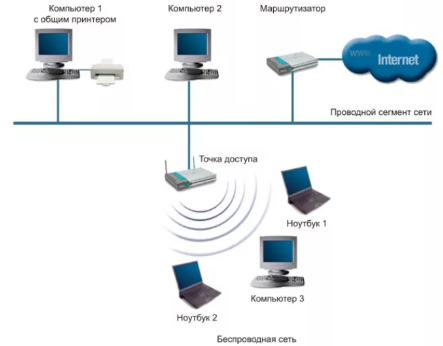 Компьютер 1
с общим принтером
Компьютер 2
Маршрутизатор
www
Internet
Проводной сегмент сети
Точка доступа
Ноутбук 1
Компьютер 3
Ноутбук 2
Беспроводная сеть